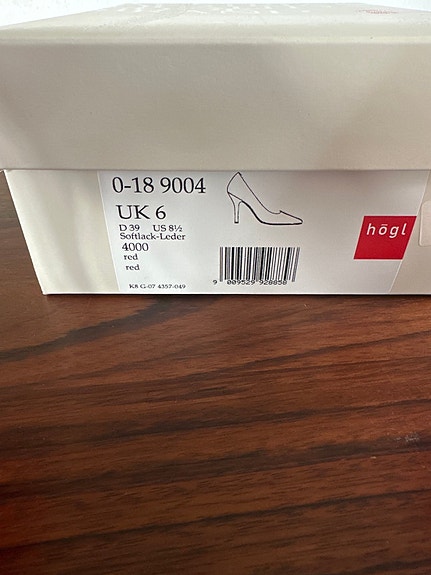 0-18 9004
UK 6
D 39 US 8½
Softlack-Leder
4000
red
red
K8 G-07 4357-049
9 009529 928858
högl